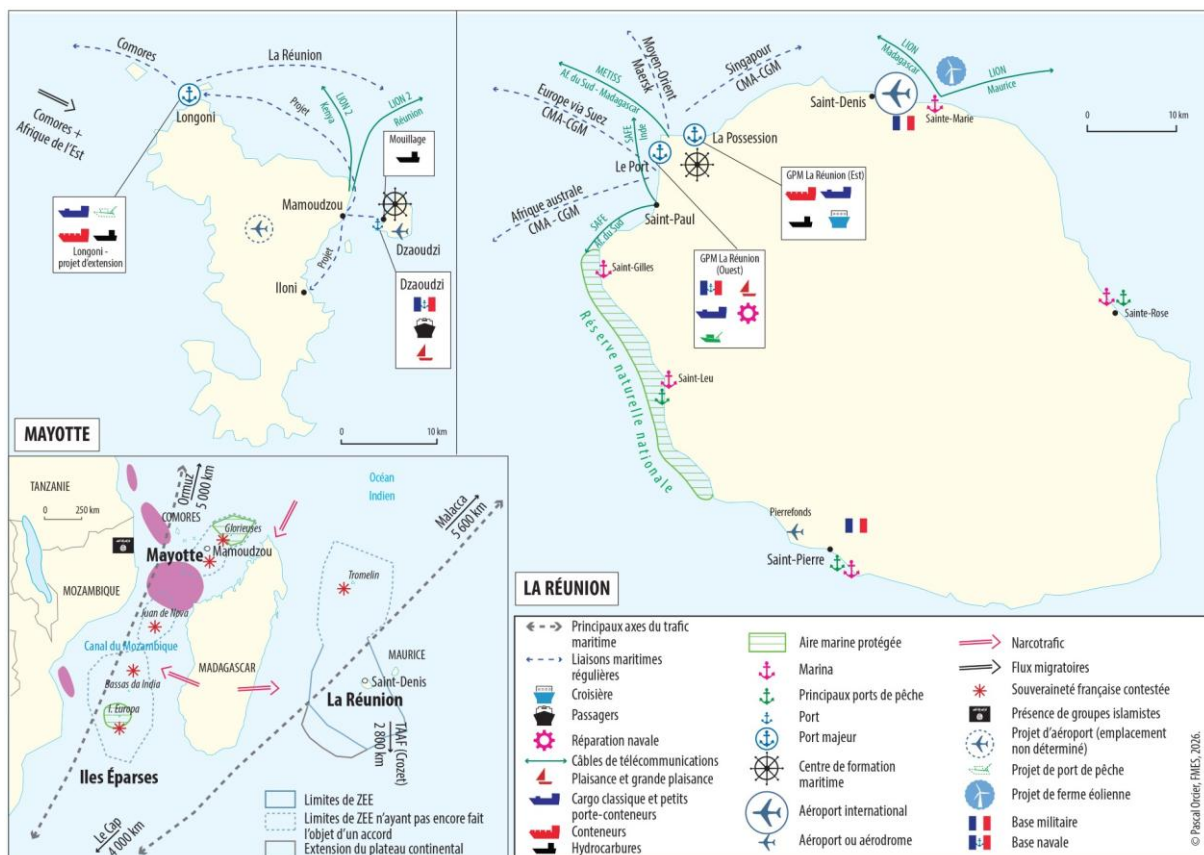 Comores
La Réunion
Longoni
Comores +
Afrique de l'Est
Projet
LION 2
Kenya
LION 2
Réunion
Mouillage
Mamoudzou
Dzaoudzi
Longoni -
projet d'extension
Projet
Iloni
Dzaoudzi
MAYOTTE
0 10 km
METISS
Af. du Sud - Madagascar
Moyen-Orient
Maersk
Singapour
CMA-CGM
Europe via Suez
CMA-CGM
SAFE
Inde
Afrique australe
CMA - CGM
SAFE
Af. du Sud
LION
Madagascar
LION
Maurice
Saint-Denis
Sainte-Marie
0 10 km
La Possession
Le Port
GPM La Réunion (Est)
Saint-Paul
GPM La Réunion
(Ouest)
Saint-Gilles
Sainte-Rose
Saint-Leu
Réserve naturelle nationale
Pierrefonds
Saint-Pierre
LA RÉUNION
TANZANIE
0 250 km
Ormuz
5 000 km
Océan
Indien
Malacca
5 600 km
COMORES
Glorieuses
Mayotte
Mamoudzou
Tromelin
MOZAMBIQUE
Juan de Nova
Canal du Mozambique
MADAGASCAR
MAURICE
Bassas da India
Saint-Denis
La Réunion
I. Europa
TAAF (Crozet)
2 800 km
Iles Éparses
Le Cap
4 000 km
Limites de ZEE
Limites de ZEE n'ayant pas encore fait
l'objet d'un accord
Extension du plateau continental
Principaux axes du trafic
maritime
Liaisons maritimes
régulières
Croisière
Passagers
Réparation navale
Câbles de télécommunications
Plaisance et grande plaisance
Cargo classique et petits
porte-conteneurs
Conteneurs
Hydrocarbures
Aire marine protégée
Marina
Principaux ports de pêche
Port
Port majeur
Centre de formation
maritime
Aéroport international
Aéroport ou aérodrome
Narcotrafic
Flux migratoires
Souveraineté française contestée
Présence de groupes islamistes
Projet d'aéroport (emplacement
non déterminé)
Projet de port de pêche
Projet de ferme éolienne
Base militaire
Base navale
© Pascal Orcier, FMES, 2026.